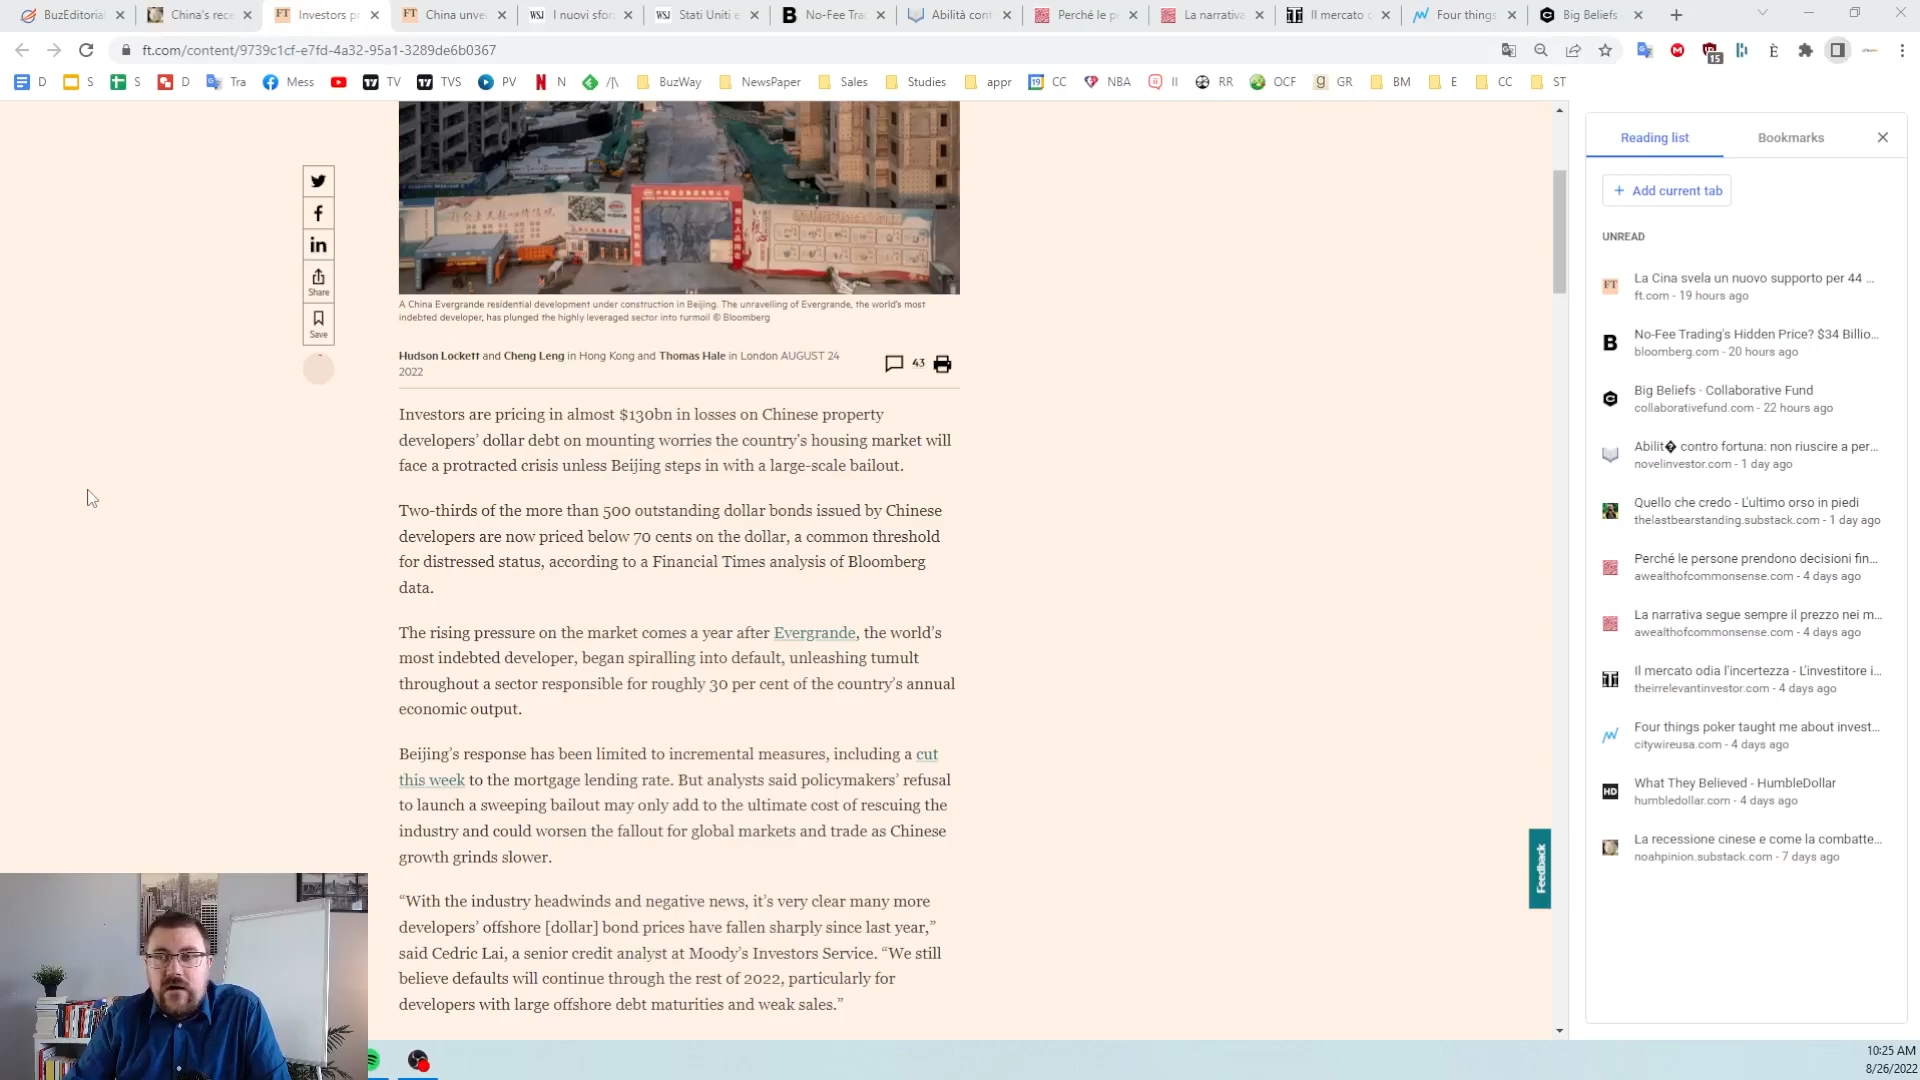 BuzEditorial
China's rece
FT Investors pr
FT China unve
WSJ I nuovi sfor
WSJ Stati Uniti e
B No-Fee Tra
Abilità cont
Perché le pe
La narrativa
Il mercato o
Four things
Big Beliefs
ft.com/content/9739c1cf-e7fd-4a32-95a1-3289de6b0367
15
D S S D Tra Mess TV TVS PV N BuzWay NewsPaper Sales Studies appr CC NBA II RR OCF GR BM E CC ST
Share
Save
A China Evergrande residential development under construction in Beijing. The unravelling of Evergrande, the world's most
indebted developer, has plunged the highly leveraged sector into turmoil © Bloomberg
Hudson Lockett and Cheng Leng in Hong Kong and Thomas Hale in London AUGUST 24
2022
43
Investors are pricing in almost $130bn in losses on Chinese property
developers’ dollar debt on mounting worries the country’s housing market will
face a protracted crisis unless Beijing steps in with a large-scale bailout.
Two-thirds of the more than 500 outstanding dollar bonds issued by Chinese
developers are now priced below 70 cents on the dollar, a common threshold
for distressed status, according to a Financial Times analysis of Bloomberg
data.
The rising pressure on the market comes a year after Evergrande, the world’s
most indebted developer, began spiralling into default, unleashing tumult
throughout a sector responsible for roughly 30 per cent of the country’s annual
economic output.
Beijing’s response has been limited to incremental measures, including a cut
this week to the mortgage lending rate. But analysts said policymakers’ refusal
to launch a sweeping bailout may only add to the ultimate cost of rescuing the
industry and could worsen the fallout for global markets and trade as Chinese
growth grinds slower.
“With the industry headwinds and negative news, it’s very clear many more
developers’ offshore [dollar] bond prices have fallen sharply since last year,”
said Cedric Lai, a senior credit analyst at Moody’s Investors Service. “We still
believe defaults will continue through the rest of 2022, particularly for
developers with large offshore debt maturities and weak sales.”
Feedback
Reading list
Bookmarks
+ Add current tab
UNREAD
FT La Cina svela un nuovo supporto per 44 ...
ft.com - 19 hours ago
B No-Fee Trading's Hidden Price? $34 Billio...
bloomberg.com - 20 hours ago
Big Beliefs · Collaborative Fund
collaborativefund.com - 22 hours ago
Abilit� contro fortuna: non riuscire a per...
novelinvestor.com - 1 day ago
Quello che credo - L'ultimo orso in piedi
thelastbearstanding.substack.com - 1 day ago
Perché le persone prendono decisioni fin...
awealthofcommonsense.com - 4 days ago
La narrativa segue sempre il prezzo nei m...
awealthofcommonsense.com - 4 days ago
Il mercato odia l'incertezza - L'investitore i...
theirrelevantinvestor.com - 4 days ago
Four things poker taught me about invest...
citywireusa.com - 4 days ago
HD What They Believed - HumbleDollar
humbledollar.com - 4 days ago
La recessione cinese e come la combatte...
noahpinion.substack.com - 7 days ago
10:25 AM
8/26/2022